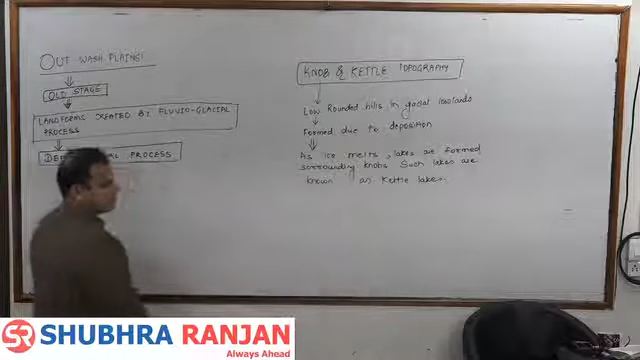 OUT WASH PLAINS:
OLD STAGE
LANDFORMS CREATED BY FLUVIO-GLACIAL
PROCESS
PROCESS
KNOB & KETTLE TOPOGRAPHY
Low Rounded hills in glacial lowlands
Formed due to deposition
As ice melts, lakes are formed
surrounding knobs Such lakes are
known as Kettle lakes.
SR SHUBHRA RANJAN
Always Ahead